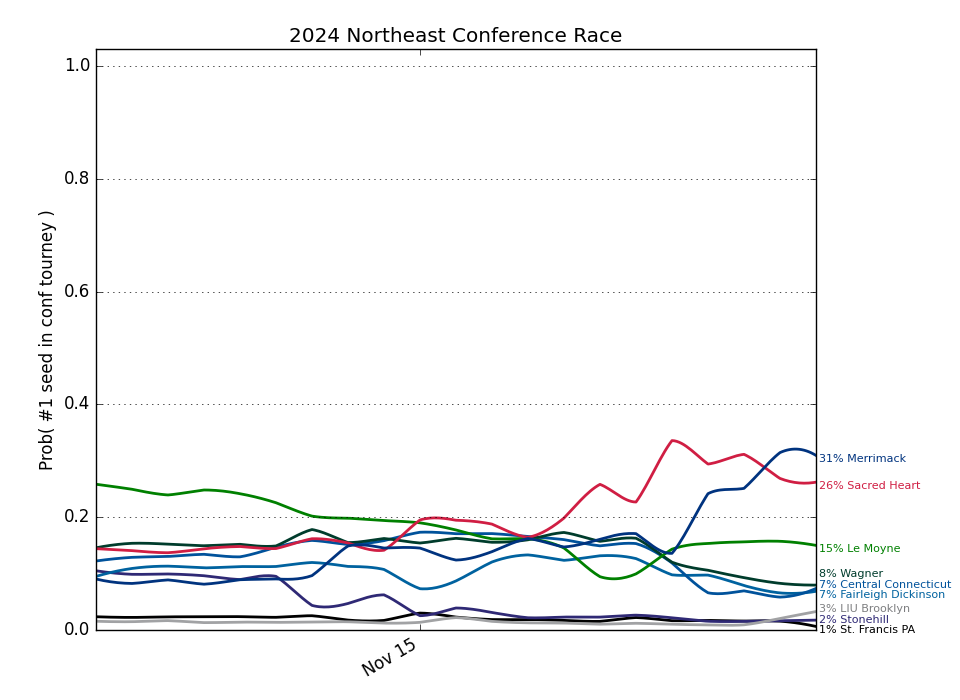 2024 Northeast Conference Race
Prob( #1 seed in conf tourney )
1.0
0.8
0.6
0.4
0.2
0.0
Nov 15
31% Merrimack
26% Sacred Heart
15% Le Moyne
8% Wagner
7% Central Connecticut
7% Fairleigh Dickinson
3% LIU Brooklyn
2% Stonehill
1% St. Francis PA